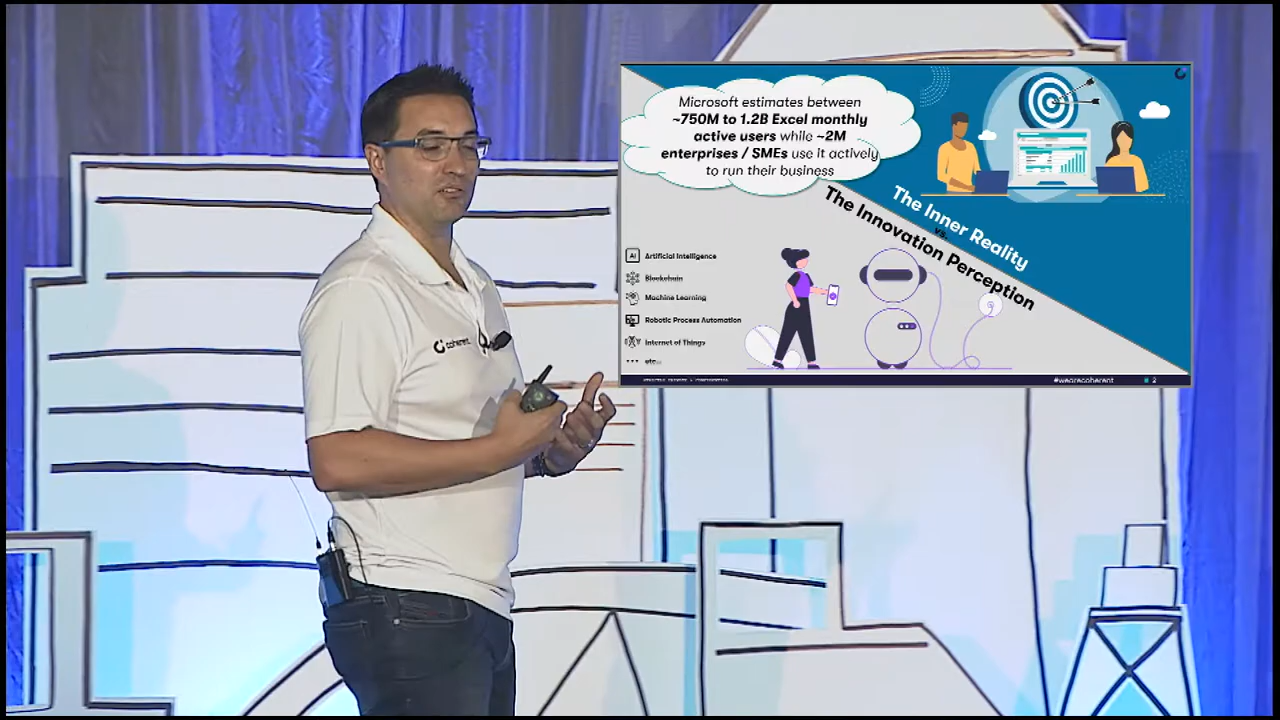 Microsoft estimates between
~750M to 1.2B Excel monthly
active users while ~2M
enterprises / SMEs use it actively
to run their business
The Inner Reality
vs.
The Innovation Perception
AI Artificial Intelligence
Blockchain
Machine Learning
Robotic Process Automation
Internet of Things
etc...
#wearecoherent
2
coherent